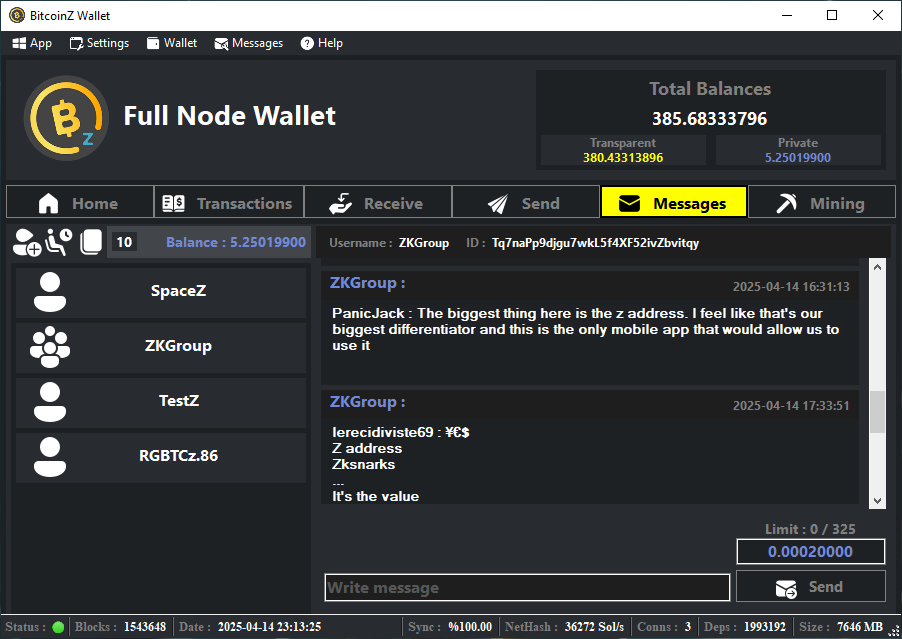 BitcoinZ Wallet
App Settings Wallet Messages Help
Full Node Wallet
Total Balances
385.68333796
Transparent
380.43313896
Private
5.25019900
Home Transactions Receive Send Messages Mining
10 Balance : 5.25019900
Username : ZKGroup ID : Tq7naPp9djgu7wkL5f4XF52ivZbvitqy
SpaceZ
ZKGroup
TestZ
RGBTCz.86
ZKGroup :
2025-04-14 16:31:13
PanicJack : The biggest thing here is the z address. I feel like that's our
biggest differentiator and this is the only mobile app that would allow us to
use it
ZKGroup :
2025-04-14 17:33:51
lerecidiviste69 : ¥€$
Z address
Zksnarks
...
It's the value
Limit : 0 / 325
0.00020000
Write message
Send
Status : Blocks : 1543648 Date : 2025-04-14 23:13:25 Sync : %100.00 NetHash : 36272 Sol/s Conns : 3 Deps : 1993192 Size : 7646 MB